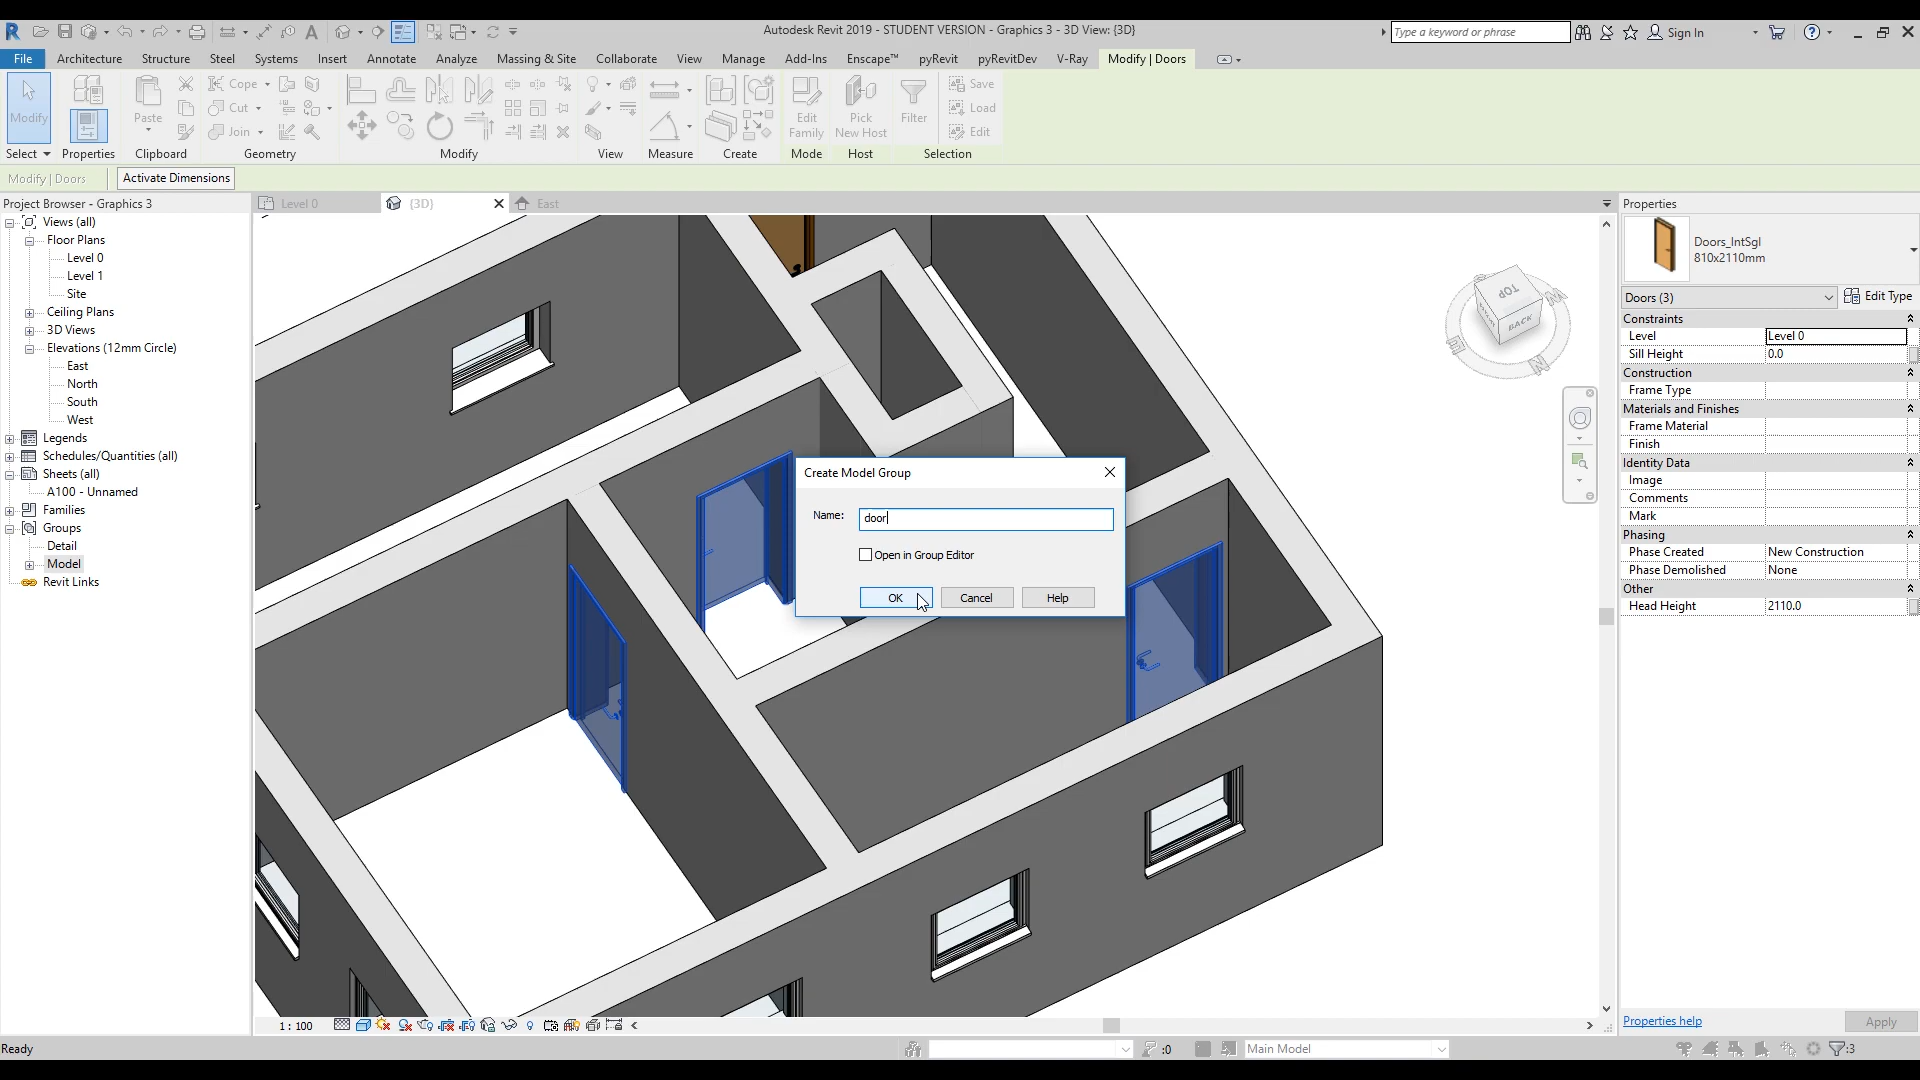 Autodesk Revit 2019 - STUDENT VERSION - Graphics 3 - 3D View: {3D}
Type a keyword or phrase
Sign In
File Architecture Structure Steel Systems Insert Annotate Analyze Massing & Site Collaborate View Manage Add-Ins Enscape™ pyRevit pyRevitDev V-Ray Modify | Doors
Modify
Paste
Cope
Cut
Join
Edit
Family
Pick
New Host
Filter
Save
Load
Edit
Select Properties Clipboard Geometry Modify View Measure Create Mode Host Selection
Modify | Doors
Activate Dimensions
Project Browser - Graphics 3
Views (all)
Floor Plans
Level 0
Level 1
Site
Ceiling Plans
3D Views
Elevations (12mm Circle)
East
North
South
West
Legends
Schedules/Quantities (all)
Sheets (all)
A100 - Unnamed
Families
Groups
Detail
Model
Revit Links
Level 0
{3D}
East
TOP
BACK
Create Model Group
Name: door
Open in Group Editor
OK Cancel Help
Properties
Doors_IntSgl
810x2110mm
Doors (3)
Edit Type
Constraints
Level Level 0
Sill Height 0.0
Construction
Frame Type
Materials and Finishes
Frame Material
Finish
Identity Data
Image
Comments
Mark
Phasing
Phase Created New Construction
Phase Demolished None
Other
Head Height 2110.0
Properties help
Apply
1 : 100
Ready
:0
Main Model
:3